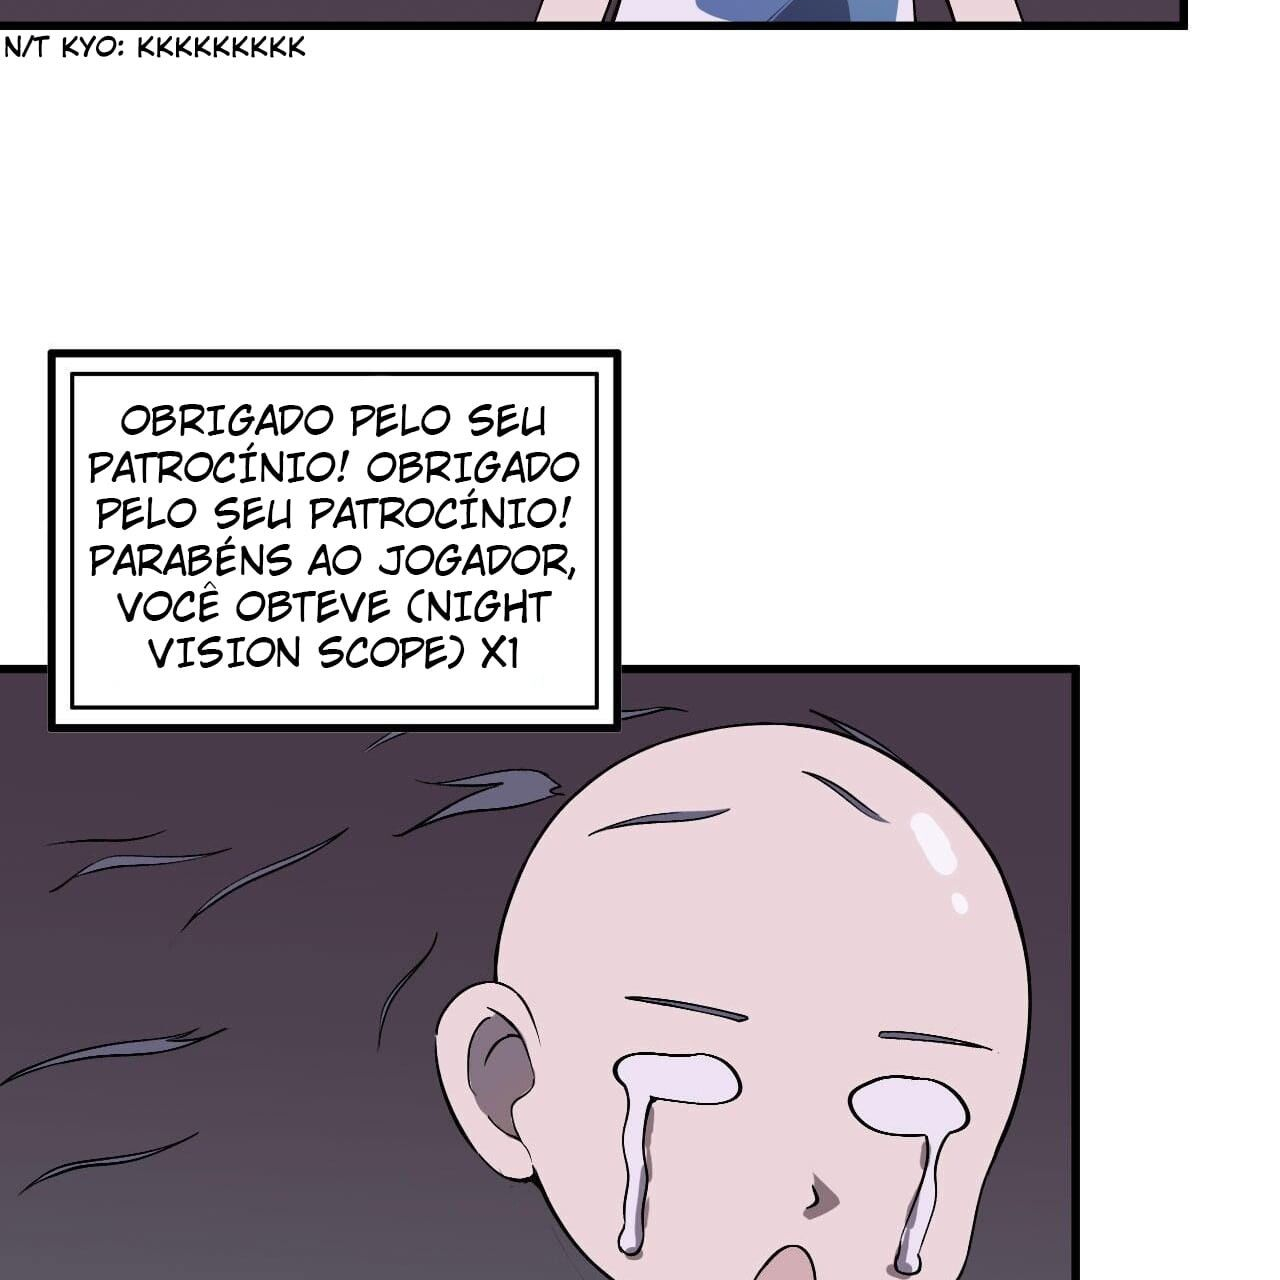 N/T KYO: KKKKKKKKK
OBRIGADO PELO SEU
PATROCÍNIO! OBRIGADO
PELO SEU PATROCÍNIO!
PARABÉNS AO JOGADOR,
VOCÊ OBTEVE (NIGHT
VISION SCOPE) X1